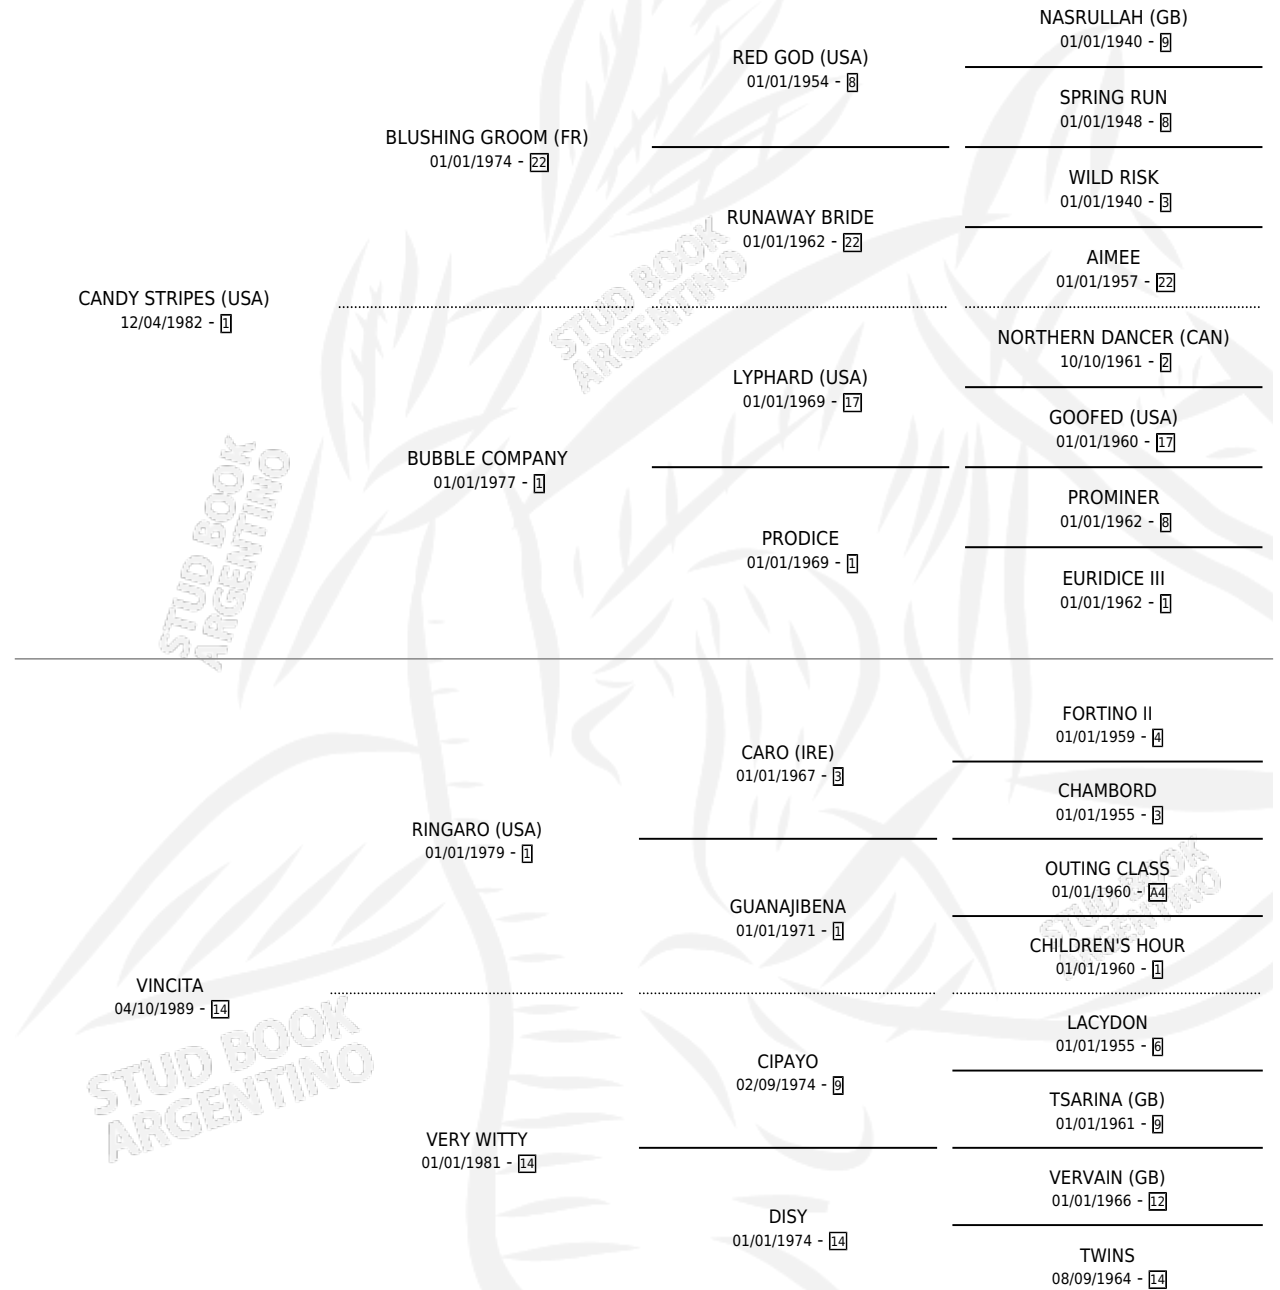 NASRULLAH (GB)
01/01/1940 - 9
RED GOD (USA)
01/01/1954 - 8
SPRING RUN
01/01/1948 - 8
BLUSHING GROOM (FR)
01/01/1974 - 22
WILD RISK
01/01/1940 - 3
RUNAWAY BRIDE
01/01/1962 - 22
AIMEE
01/01/1957 - 22
CANDY STRIPES (USA)
12/04/1982 - 1
NORTHERN DANCER (CAN)
10/10/1961 - 2
LYPHARD (USA)
01/01/1969 - 17
GOOFED (USA)
01/01/1960 - 17
BUBBLE COMPANY
01/01/1977 - 1
PROMINER
01/01/1962 - 8
PRODICE
01/01/1969 - 1
EURIDICE III
01/01/1962 - 1
FORTINO II
01/01/1959 - 4
CARO (IRE)
01/01/1967 - 3
CHAMBORD
01/01/1955 - 3
RINGARO (USA)
01/01/1979 - 1
OUTING CLASS
01/01/1960 - A4
GUANAJIBENA
01/01/1971 - 1
CHILDREN'S HOUR
01/01/1960 - 1
VINCITA
04/10/1989 - 14
LACYDON
01/01/1955 - 6
CIPAYO
02/09/1974 - 9
TSARINA (GB)
01/01/1961 - 9
VERY WITTY
01/01/1981 - 14
VERVAIN (GB)
01/01/1966 - 12
DISY
01/01/1974 - 14
TWINS
08/09/1964 - 14
STUD BOOK
ARGENTINO
STUD BOOK
ARGENTINO
STUD BOOK
ARGENTINO
STUD BOOK
ARGENTINO